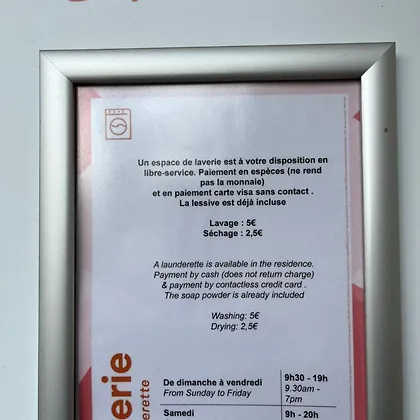 Un espace de laverie est à votre disposition en
libre-service. Paiement en espèces (ne rend
pas la monnaie)
et en paiement carte visa sans contact .
La lessive est déjà incluse
Lavage : 5€
Séchage : 2,5€
A launderette is available in the residence.
Payment by cash (does not return charge)
& payment by contactless credit card .
The soap powder is already included
Washing: 5€
Drying: 2,5€
De dimanche à vendredi
From Sunday to Friday
9h30 - 19h
9.30am -
7pm
Samedi
9h - 20h
erie
erette